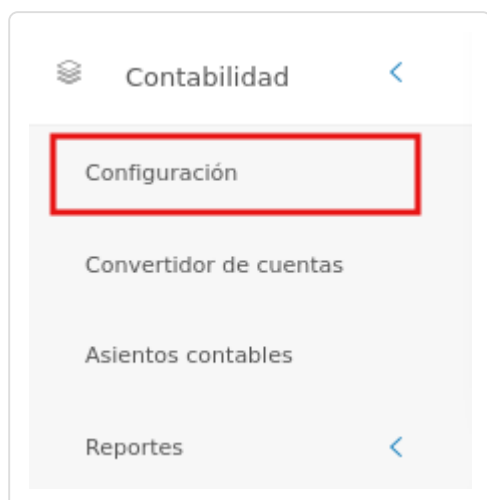 Contabilidad
Configuración
Convertidor de cuentas
Asientos contables
Reportes